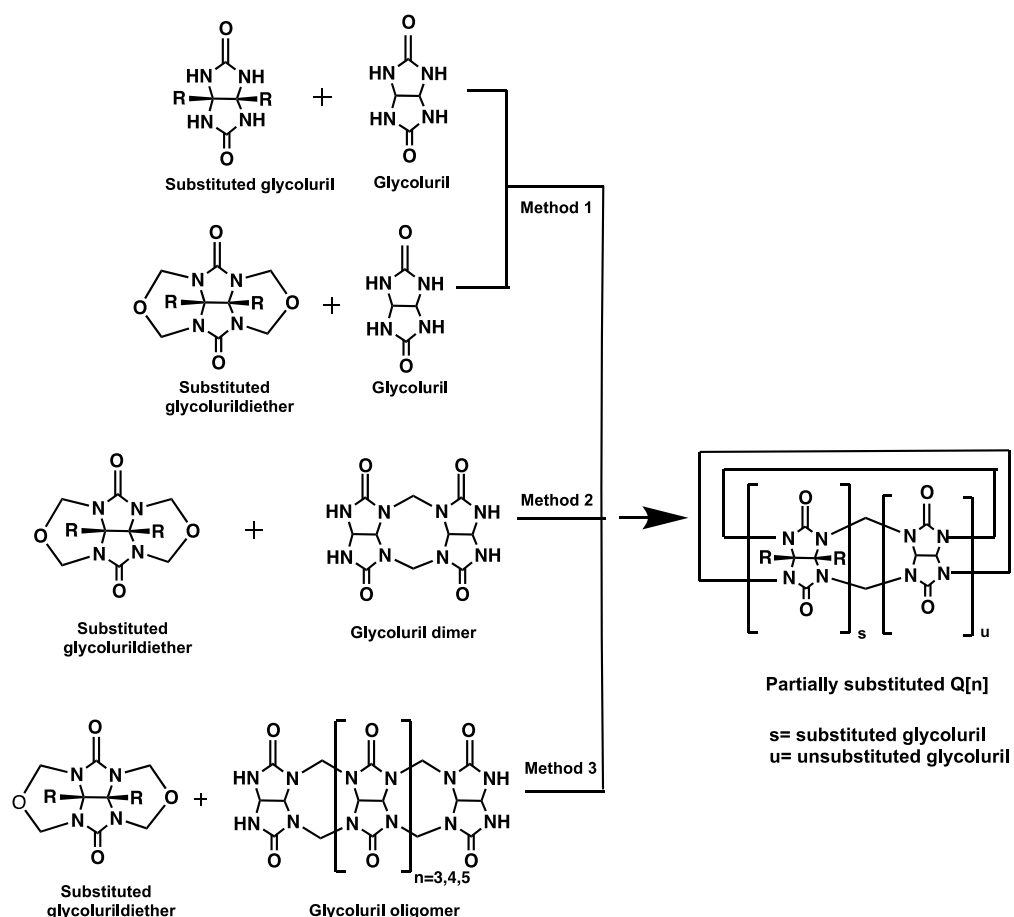 O
O
HN NH
HN NH
R R
+
HN NH
HN NH
O
O
Substituted glycoluril
Glycoluril
Method 1
O
O
N N
HN NH
O R R O
+
N N
HN NH
O
O
Substituted
glycolurildiether
Glycoluril
O
O O
N N
HN N N NH
O R R O
+
N N
HN N N NH
O
O O
Substituted
glycolurildiether
Glycoluril dimer
Method 2
O O
N N N N
R R
N N N N
O O
s
u
Partially substituted Q[n]
s= substituted glycoluril
u= unsubstituted glycoluril
O
O O O
N N
HN N N N N NH
O R R O
+
N N
HN N N N N NH
O
O O O
n=3,4,5
Substituted
glycolurildiether
Glycoluril oligomer
Method 3